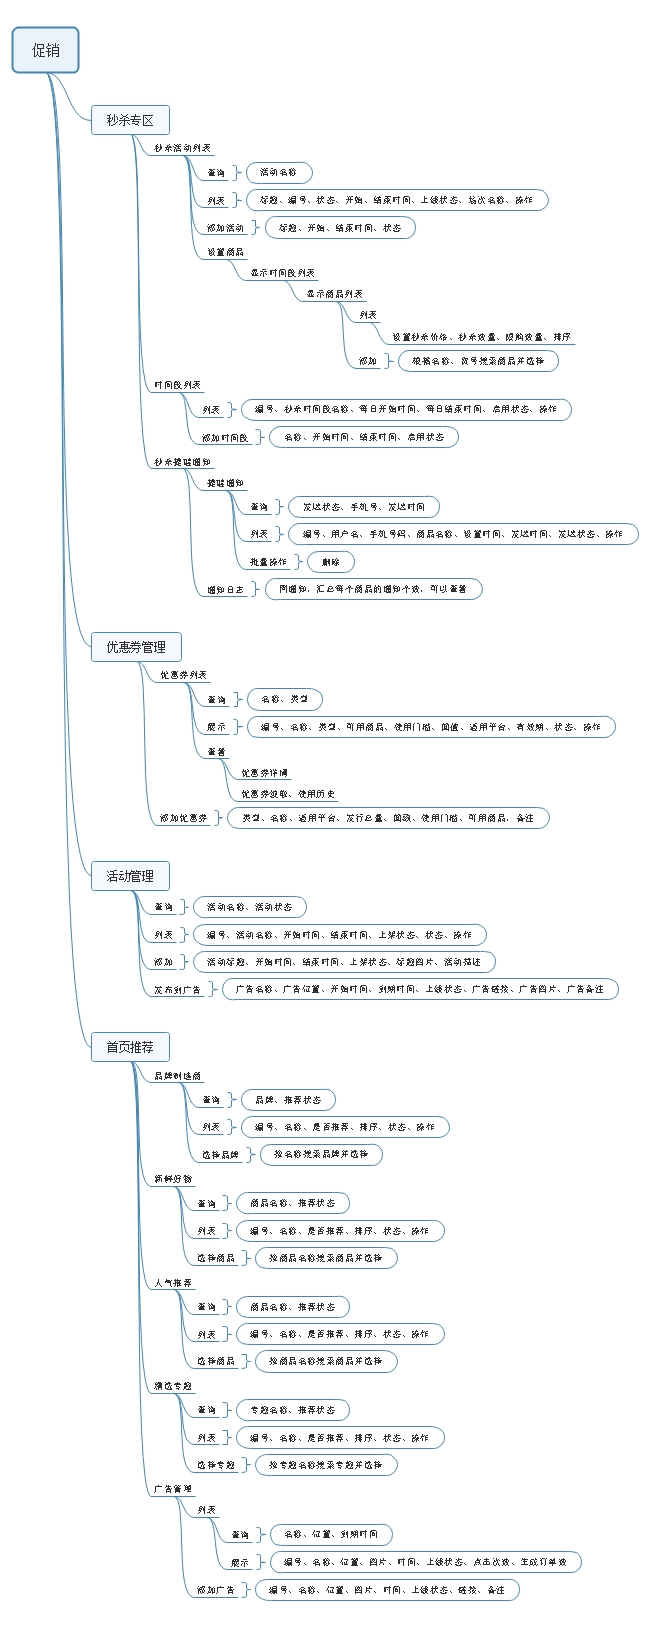 促销
秒杀专区
秒杀活动列表
查询 活动名称
列表 标题、编号、状态、开始、结束时间、上线状态、场次名称、操作
添加活动 标题、开始、结束时间、状态
设置商品
显示时间段列表
显示商品列表
列表
设置秒杀价格、秒杀数量、限购数量、排序
添加 根据名称、货号搜索商品并选择
时间段列表
列表 编号、秒杀时间段名称、每日开始时间、每日结束时间、启用状态、操作
添加时间段 名称、开始时间、结束时间、启用状态
秒杀提醒通知
提醒通知
查询 发送状态、手机号、发送时间
列表 编号、用户名、手机号码、商品名称、设置时间、发送时间、发送状态、操作
批量操作 删除
通知日志 同通知，汇总每个商品的通知个数，可以查看
优惠券管理
优惠券列表
查询 名称、类型
展示 编号、名称、类型、可用商品、使用门槛、面值、适用平台、有效期、状态、操作
查看
优惠券详情
优惠券领取、使用历史
添加优惠券 类型、名称、适用平台、发行总量、面额、使用门槛、可用商品，备注
活动管理
查询 活动名称、活动状态
列表 编号、活动名称、开始时间、结束时间、上架状态、状态、操作
添加 活动标题、开始时间、结束时间、上架状态、标题图片、活动描述
发布到广告 广告名称、广告位置、开始时间、到期时间、上线状态、广告链接、广告图片、广告备注
首页推荐
品牌制造商
查询 品牌、推荐状态
列表 编号、名称、是否推荐、排序、状态、操作
选择品牌 按名称搜索品牌并选择
新鲜好物
查询 商品名称、推荐状态
列表 编号、名称、是否推荐、排序、状态、操作
选择商品 按商品名称搜索商品并选择
人气推荐
查询 商品名称、推荐状态
列表 编号、名称、是否推荐、排序、状态、操作
选择商品 按商品名称搜索商品并选择
精选专题
查询 专题名称、推荐状态
列表 编号、名称、是否推荐、排序、状态、操作
选择专题 按专题名称搜索专题并选择
广告管理
列表
查询 名称、位置、到期时间
展示 编号、名称、位置、图片、时间、上线状态、点击次数、生成订单数
添加广告 编号、名称、位置、图片、时间、上线状态、链接、备注